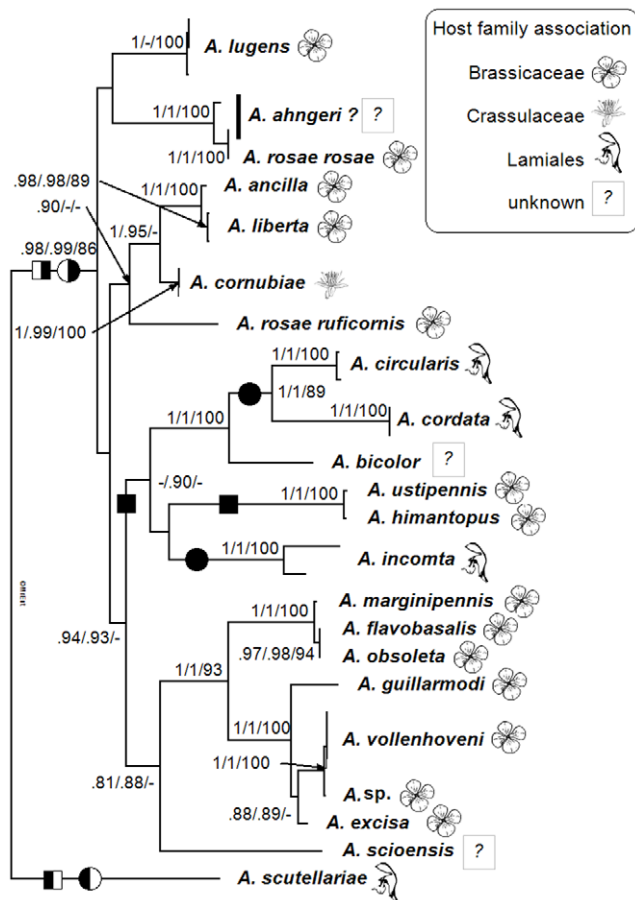 Host family association
Brassicaceae
Crassulaceae
Lamiales
unknown ?
1/-/100
A. lugens
1/1/100
A. ahngeri ? ?
1/1/100
A. rosae rosae
.98/.98/89
1/1/100
A. ancilla
.90/-/-
A. liberta
1/.95/-
.98/.99/86
A. cornubiae
1/.99/100
A. rosae ruficornis
1/1/100
A. circularis
1/1/89
1/1/100
1/1/100
A. cordata
A. bicolor ?
-/.90/-
1/1/100
A. ustipennis
A. himantopus
1/1/100
A. incomta
A. marginipennis
1/1/100
A. flavobasalis
.94/.93/-
.97/.98/94
A. obsoleta
1/1/93
A. guillarmodi
1/1/100
A. vollenhoveni
1/1/100
.81/.88/-
A.sp.
.88/.89/-
A. excisa
A. scioensis ?
A. scutellariae